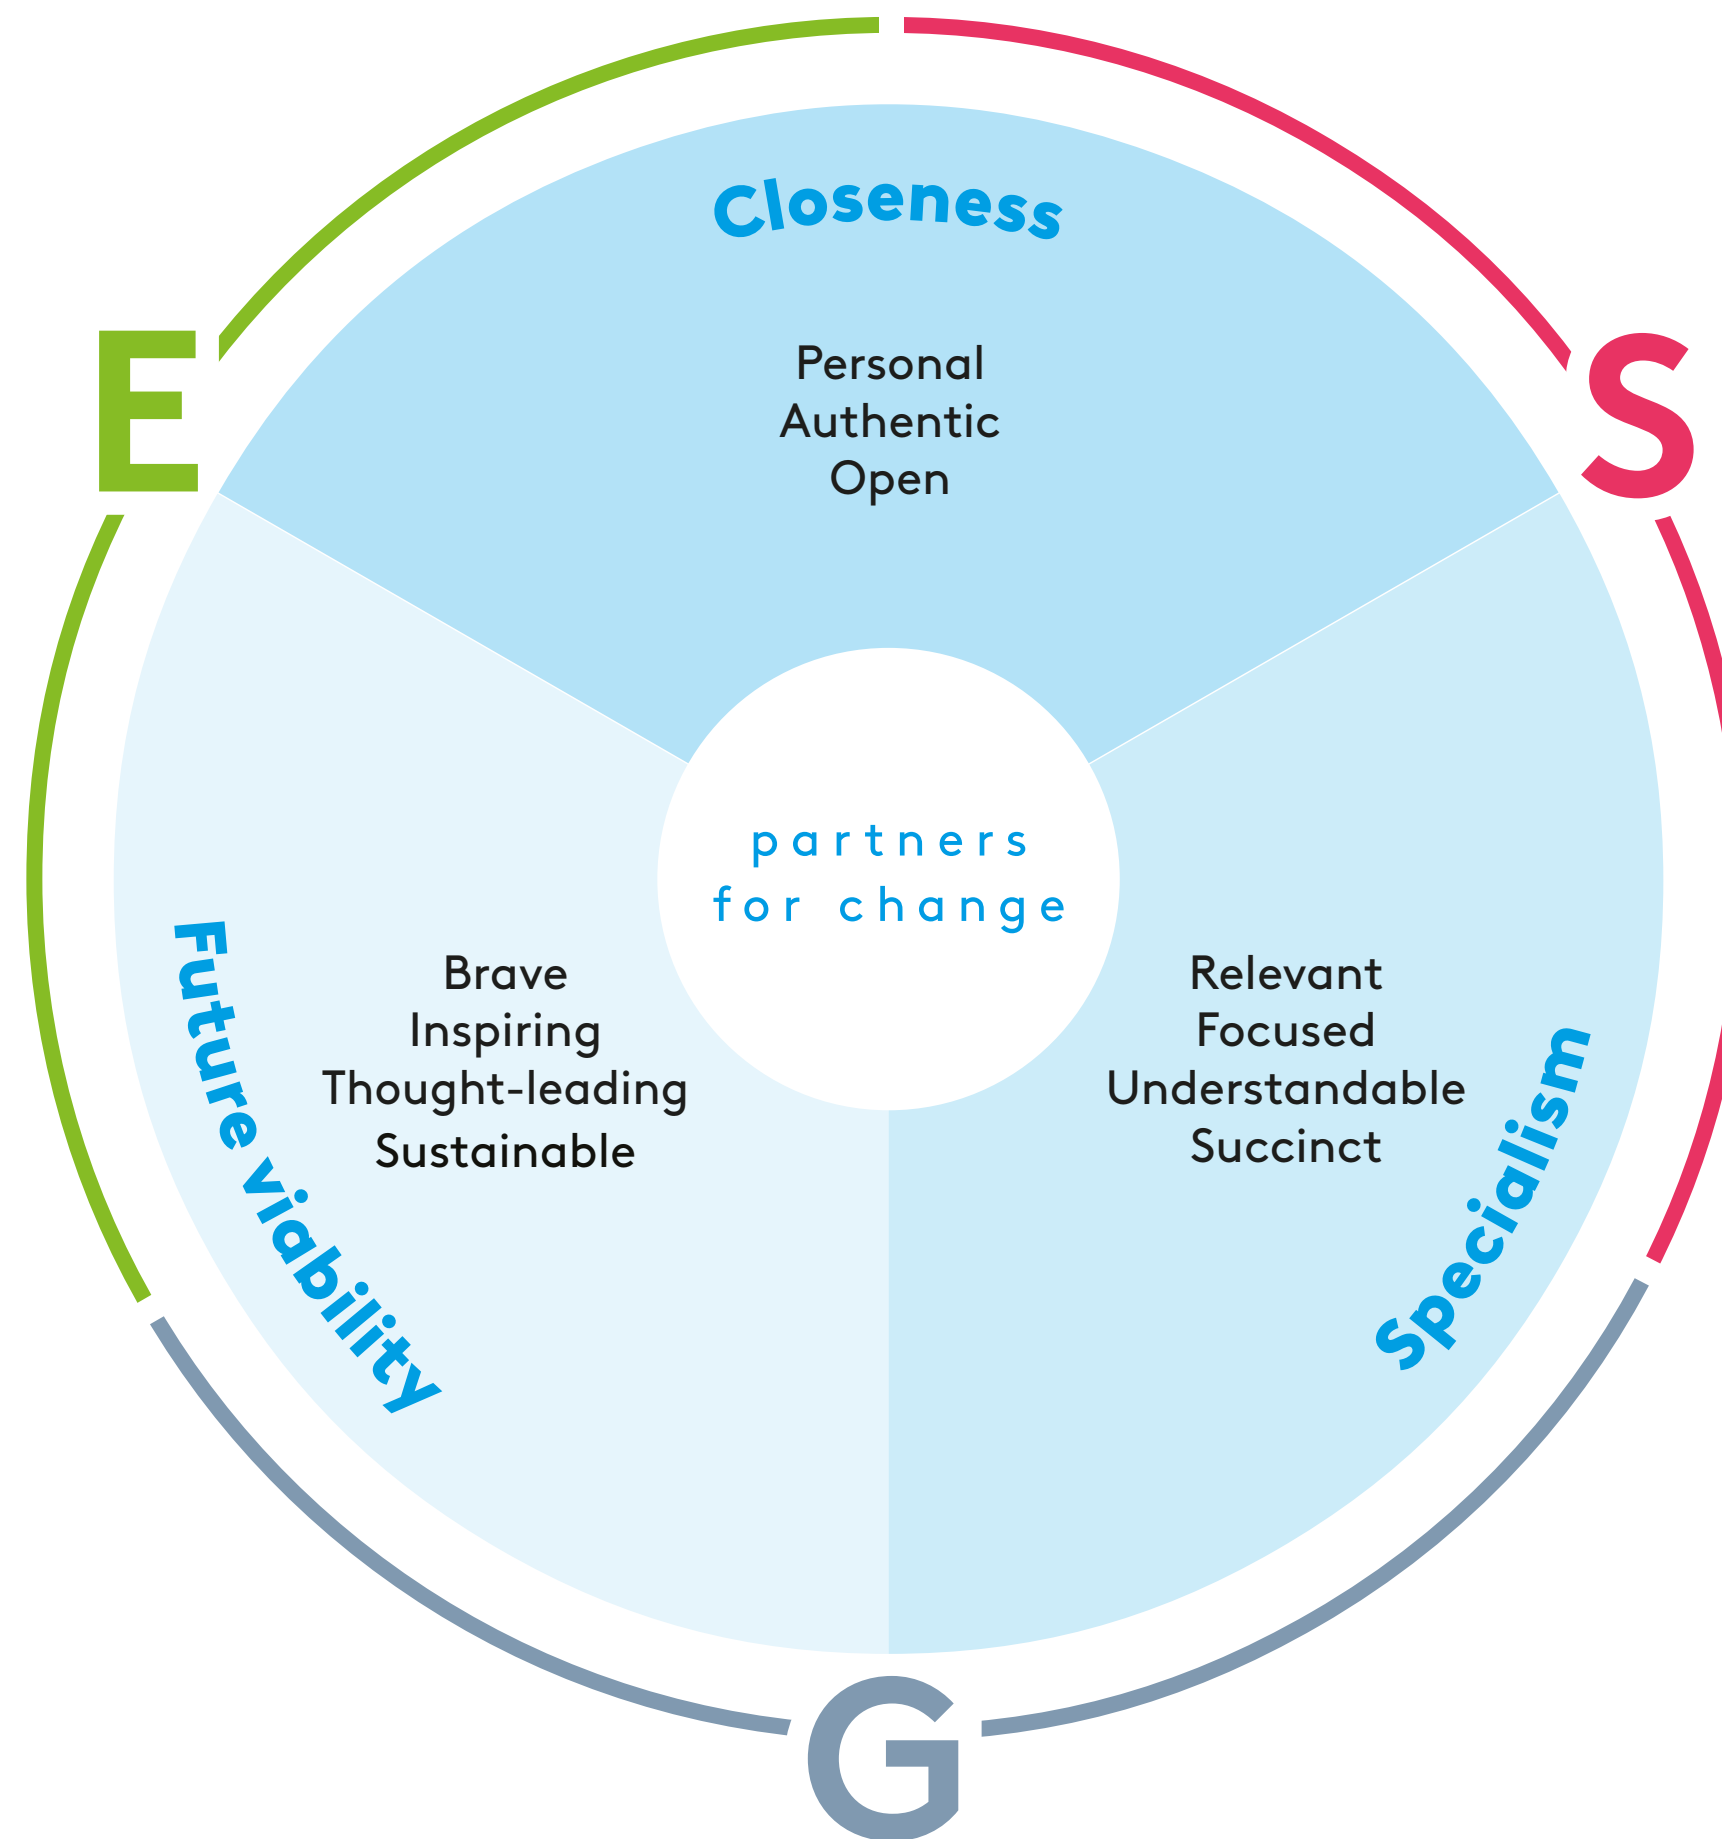 Closeness
E
S
Personal
Authentic
Open
partners
for change
Future viability
Brave
Inspiring
Thought-leading
Sustainable
Relevant
Focused
Understandable
Succinct
Specialism
G